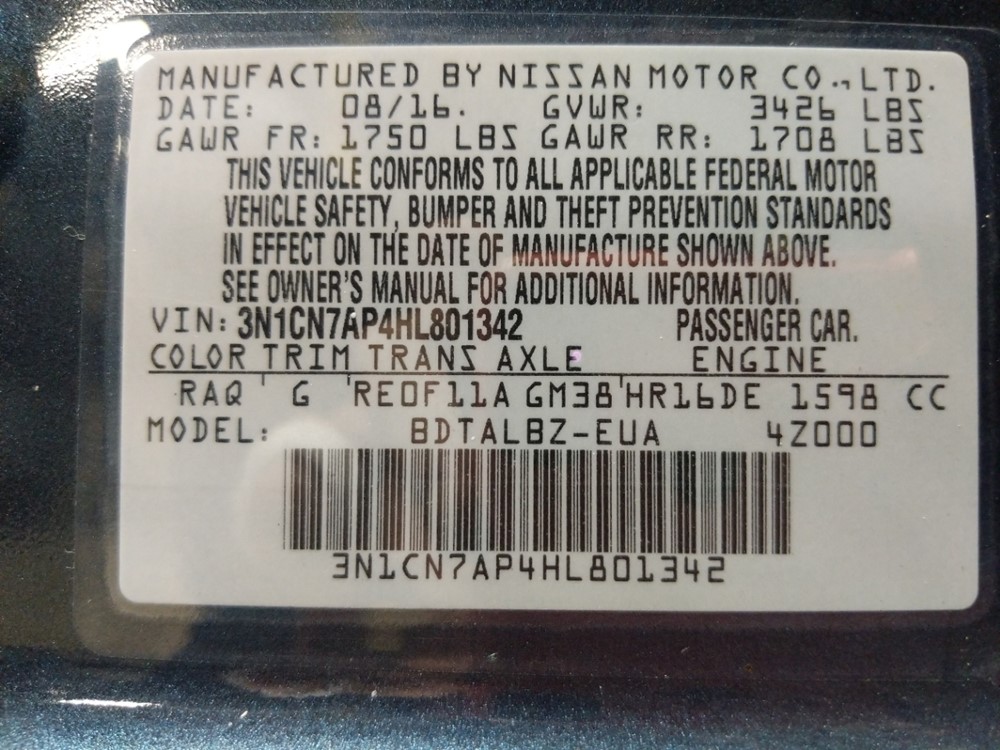 MANUFACTURED BY NISSAN MOTOR CO.,LTD.
DATE: 08/16. GVWR: 3426 LBS
GAWR FR: 1750 LBS GAWR RR: 1708 LBS
THIS VEHICLE CONFORMS TO ALL APPLICABLE FEDERAL MOTOR
VEHICLE SAFETY, BUMPER AND THEFT PREVENTION STANDARDS
IN EFFECT ON THE DATE OF MANUFACTURE SHOWN ABOVE.
SEE OWNER'S MANUAL FOR ADDITIONAL INFORMATION.
VIN: 3N1CN7AP4HL801342 PASSENGER CAR.
COLOR TRIM TRANS AXLE ENGINE
RAQ G RE0F11A GM38 HR16DE 1598 CC
MODEL: BDTALBZ-EUA 4Z000
3N1CN7AP4HL801342